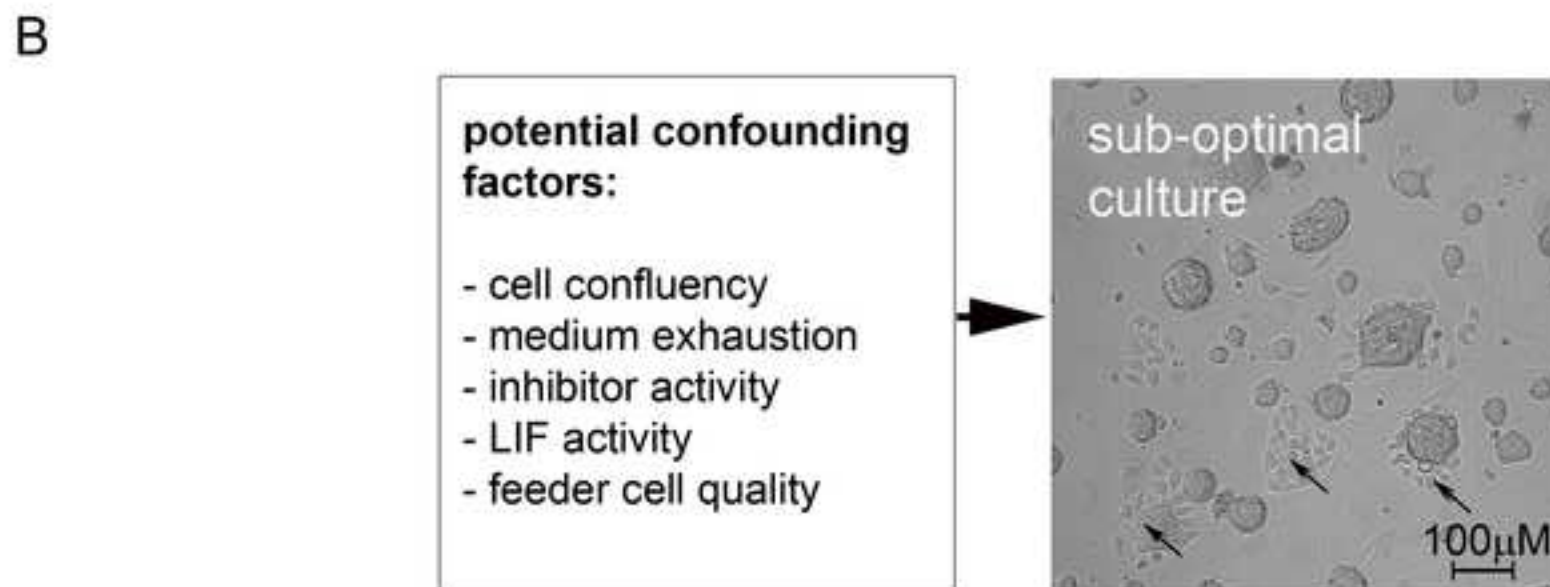 B
potential confounding
factors:
- cell confluency
- medium exhaustion
- inhibitor activity
- LIF activity
- feeder cell quality
sub-optimal
culture
100μM